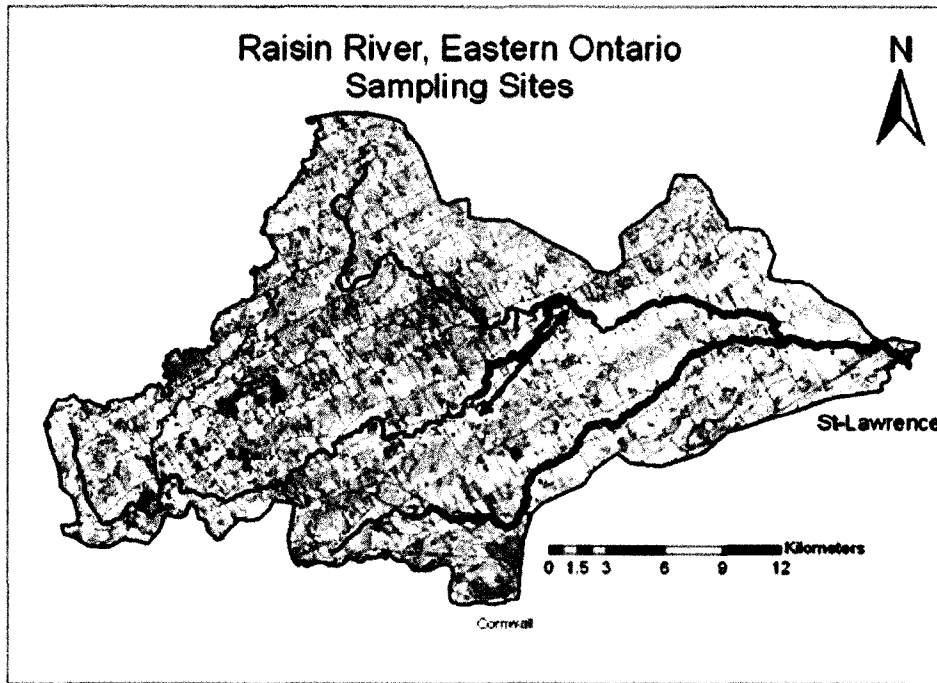 Raisin River, Eastern Ontario
Sampling Sites
N
St-Lawrence
Kilometers
0 1.5 3 6 9 12
Cornwall